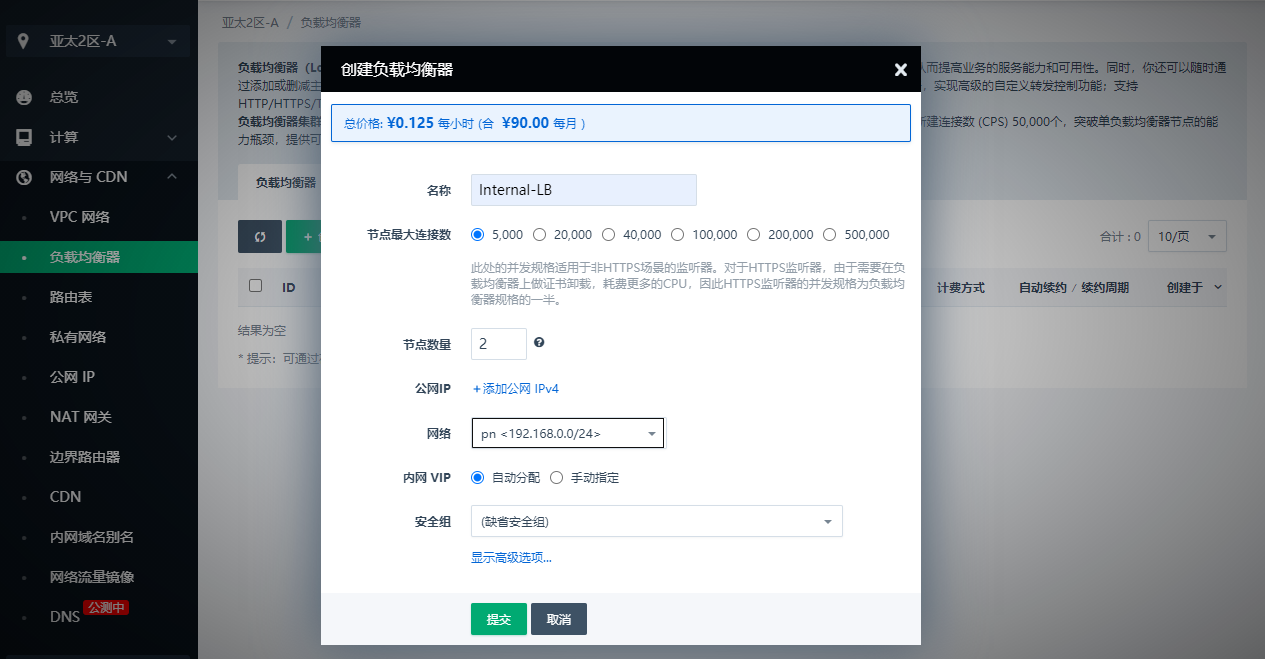 亚太2区-A
总览
计算
网络与 CDN
VPC 网络
负载均衡器
路由表
私有网络
公网 IP
NAT 网关
边界路由器
CDN
内网域名别名
网络流量镜像
DNS 公测中
亚太2区-A / 负载均衡器
负载均衡器（Lo
从而提高业务的服务能力和可用性。同时，你还可以随时通
过添加或删减主
，实现高级的自定义转发控制功能；支持
HTTP/HTTPS/T
负载均衡器集群
新建连接数 (CPS) 50,000个，突破单负载均衡器节点的能
力瓶颈，提供可
负载均衡器
+
合计 : 0
10/页
ID
计费方式
自动续约 / 续约周期
创建于
结果为空
* 提示：可通过
创建负载均衡器
总价格: ¥0.125 每小时 (合 ¥90.00 每月 )
名称
Internal-LB
节点最大连接数
5,000 20,000 40,000 100,000 200,000 500,000
此处的并发规格适用于非HTTPS场景的监听器。对于HTTPS监听器，由于需要在负
载均衡器上做证书卸载，耗费更多的CPU，因此HTTPS监听器的并发规格为负载均
衡器规格的一半。
节点数量
2
公网IP
+添加公网 IPv4
网络
pn <192.168.0.0/24>
内网 VIP
自动分配 手动指定
安全组
(缺省安全组)
显示高级选项...
提交 取消